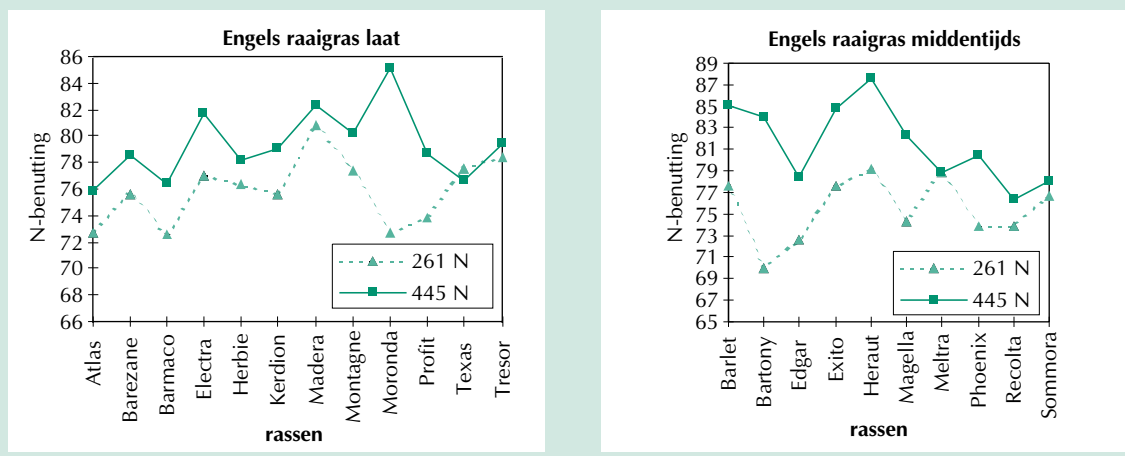 Engels raaigras laat
86
84
82
80
78
76
74
72
70
68
66
N-benutting
261 N
445 N
Atlas
Barezane
Barmaco
Electra
Herbie
Kerdion
Madera
Montagne
Moronda
Profit
Texas
Tresor
rassen
Engels raaigras middentijds
89
87
85
83
81
79
77
75
73
71
69
67
65
N-benutting
261 N
445 N
Barlet
Bartony
Edgar
Exito
Heraut
Magella
Meltra
Phoenix
Recolta
Sommora
rassen